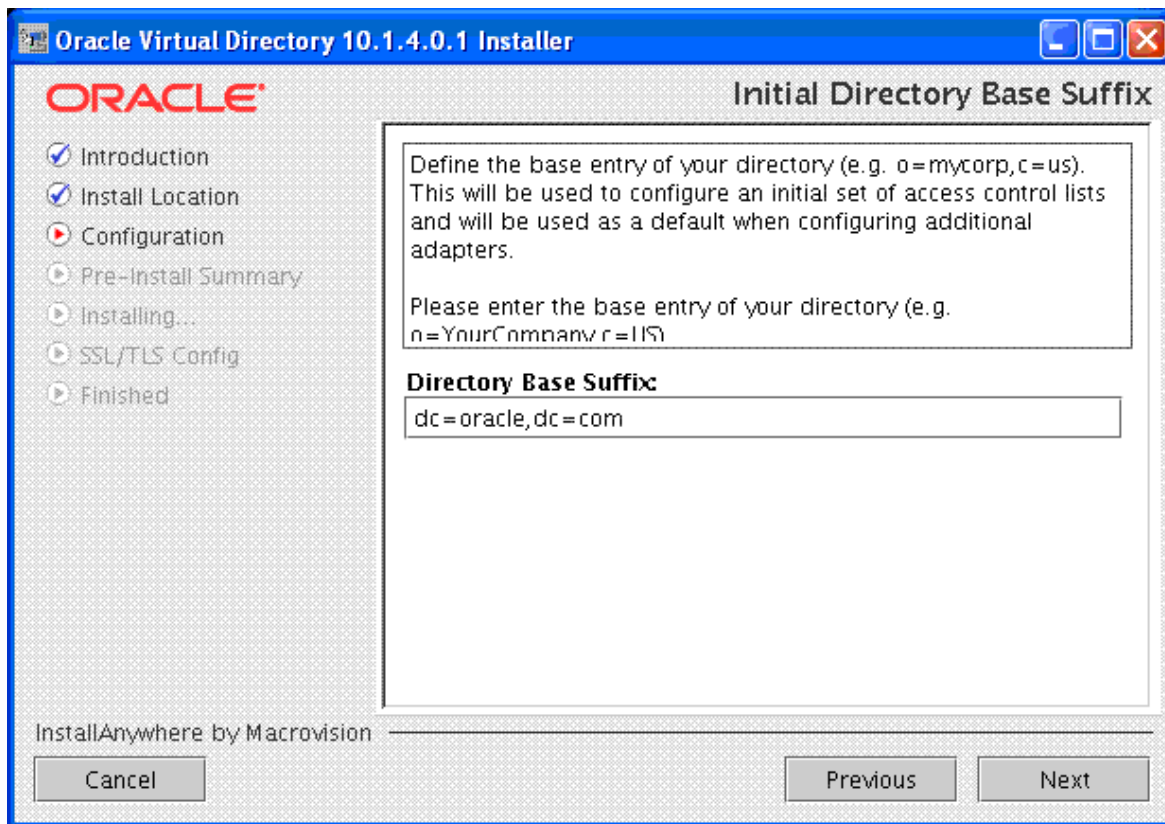 Oracle Virtual Directory 10.1.4.0.1 Installer
ORACLE
Initial Directory Base Suffix
Introduction
Install Location
Configuration
Pre-Install Summary
Installing...
SSL/TLS Config
Finished
Define the base entry of your directory (e.g. o=mycorp,c=us).
This will be used to configure an initial set of access control lists
and will be used as a default when configuring additional
adapters.
Please enter the base entry of your directory (e.g.
o=YourCompany,c=US)
Directory Base Suffix:
dc=oracle,dc=com
InstallAnywhere by Macrovision
Cancel
Previous
Next